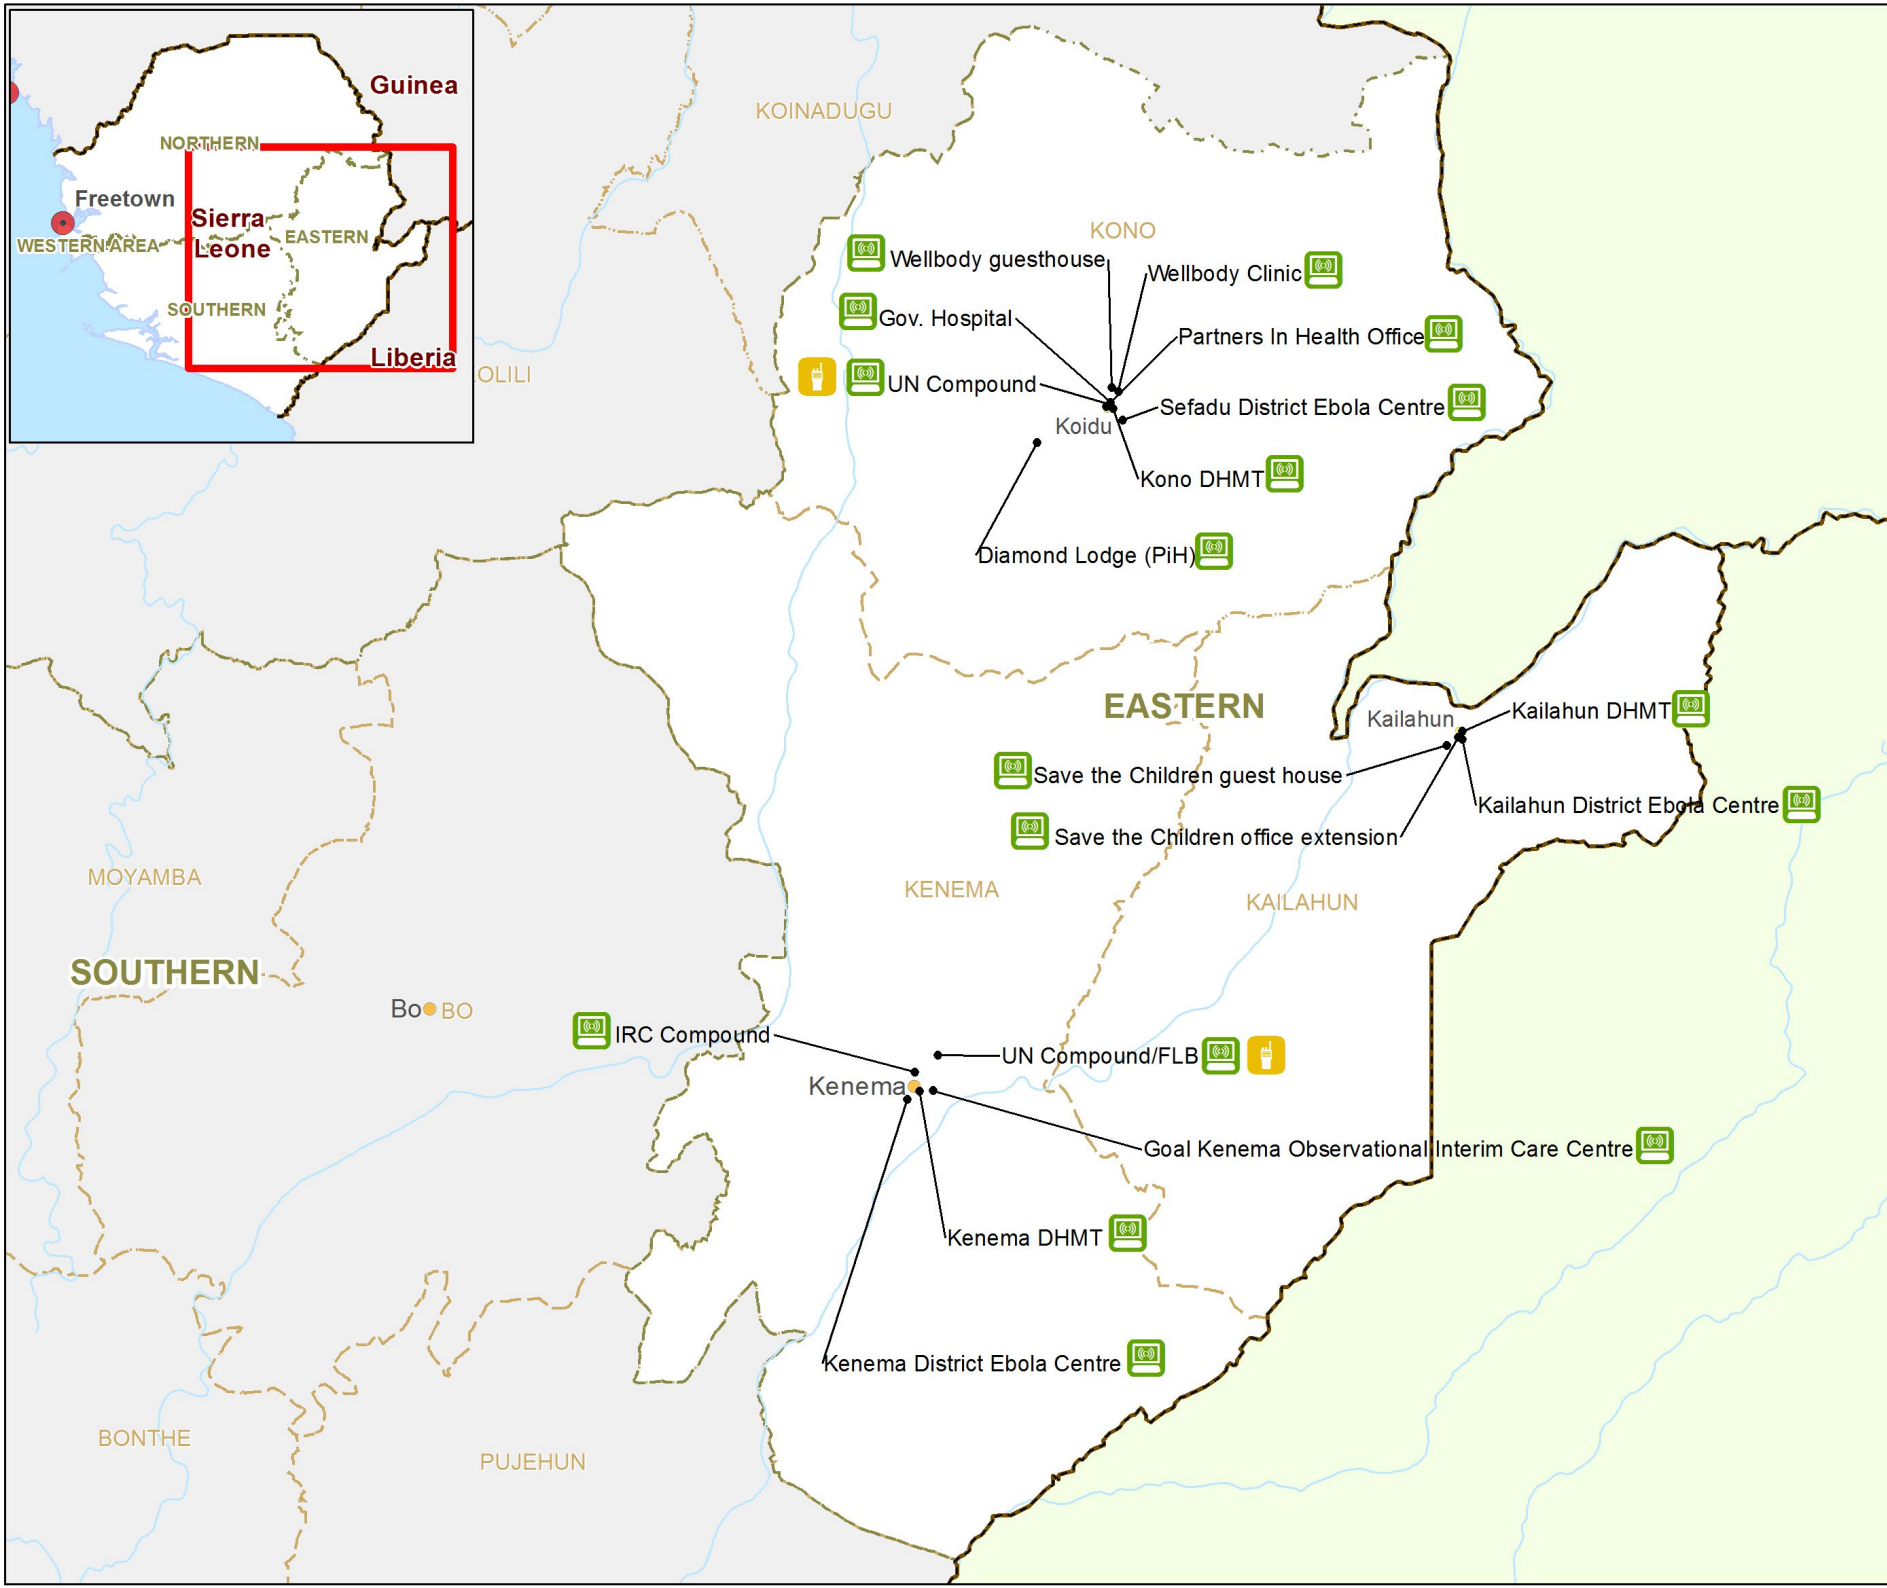 Guinea
NORTHERN
Freetown
Sierra
Leone
WESTERN AREA
EASTERN
SOUTHERN
Liberia
KOINADUGU
OLILI
KONO
Wellbody guesthouse
Wellbody Clinic
Gov. Hospital
Partners In Health Office
UN Compound
Sefadu District Ebola Centre
Koidu
Kono DHMT
Diamond Lodge (PiH)
EASTERN
Kailahun
Kailahun DHMT
Save the Children guest house
Kailahun District Ebola Centre
Save the Children office extension
MOYAMBA
KENEMA
KAILAHUN
SOUTHERN
Bo
BO
IRC Compound
UN Compound/FLB
Kenema
Goal Kenema Observational Interim Care Centre
Kenema DHMT
Kenema District Ebola Centre
BONTHE
PUJEHUN